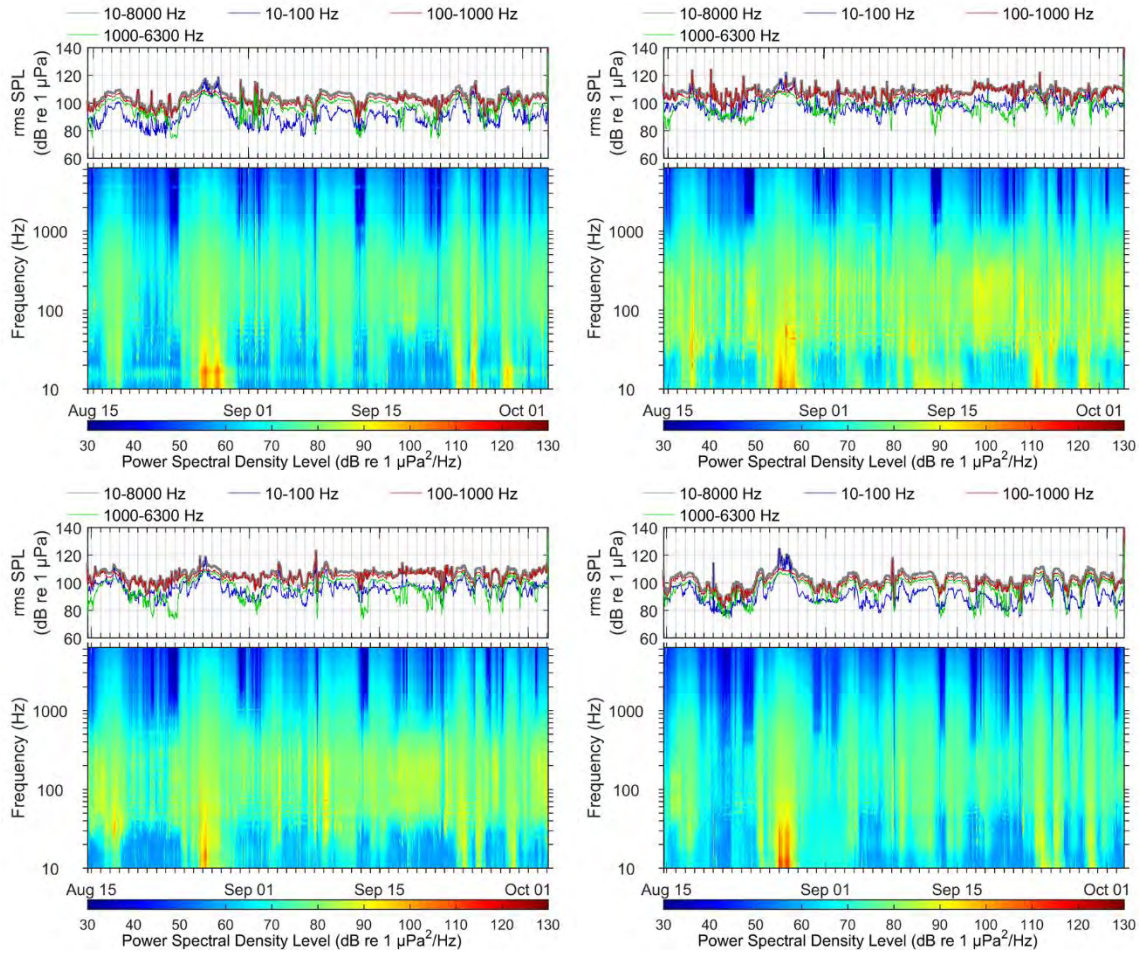 10-8000 Hz 10-100 Hz 100-1000 Hz
1000-6300 Hz
rms SPL
(dB re 1 µPa)
140
120
100
80
60
Frequency (Hz)
1000
100
10
Aug 15 Sep 01 Sep 15 Oct 01
30 40 50 60 70 80 90 100 110 120 130
Power Spectral Density Level (dB re 1 µPa²/Hz)
10-8000 Hz 10-100 Hz 100-1000 Hz
1000-6300 Hz
rms SPL
(dB re 1 µPa)
140
120
100
80
60
Frequency (Hz)
1000
100
10
Aug 15 Sep 01 Sep 15 Oct 01
30 40 50 60 70 80 90 100 110 120 130
Power Spectral Density Level (dB re 1 µPa²/Hz)
10-8000 Hz 10-100 Hz 100-1000 Hz
1000-6300 Hz
rms SPL
(dB re 1 µPa)
140
120
100
80
60
Frequency (Hz)
1000
100
10
Aug 15 Sep 01 Sep 15 Oct 01
30 40 50 60 70 80 90 100 110 120 130
Power Spectral Density Level (dB re 1 µPa²/Hz)
10-8000 Hz 10-100 Hz 100-1000 Hz
1000-6300 Hz
rms SPL
(dB re 1 µPa)
140
120
100
80
60
Frequency (Hz)
1000
100
10
Aug 15 Sep 01 Sep 15 Oct 01
30 40 50 60 70 80 90 100 110 120 130
Power Spectral Density Level (dB re 1 µPa²/Hz)